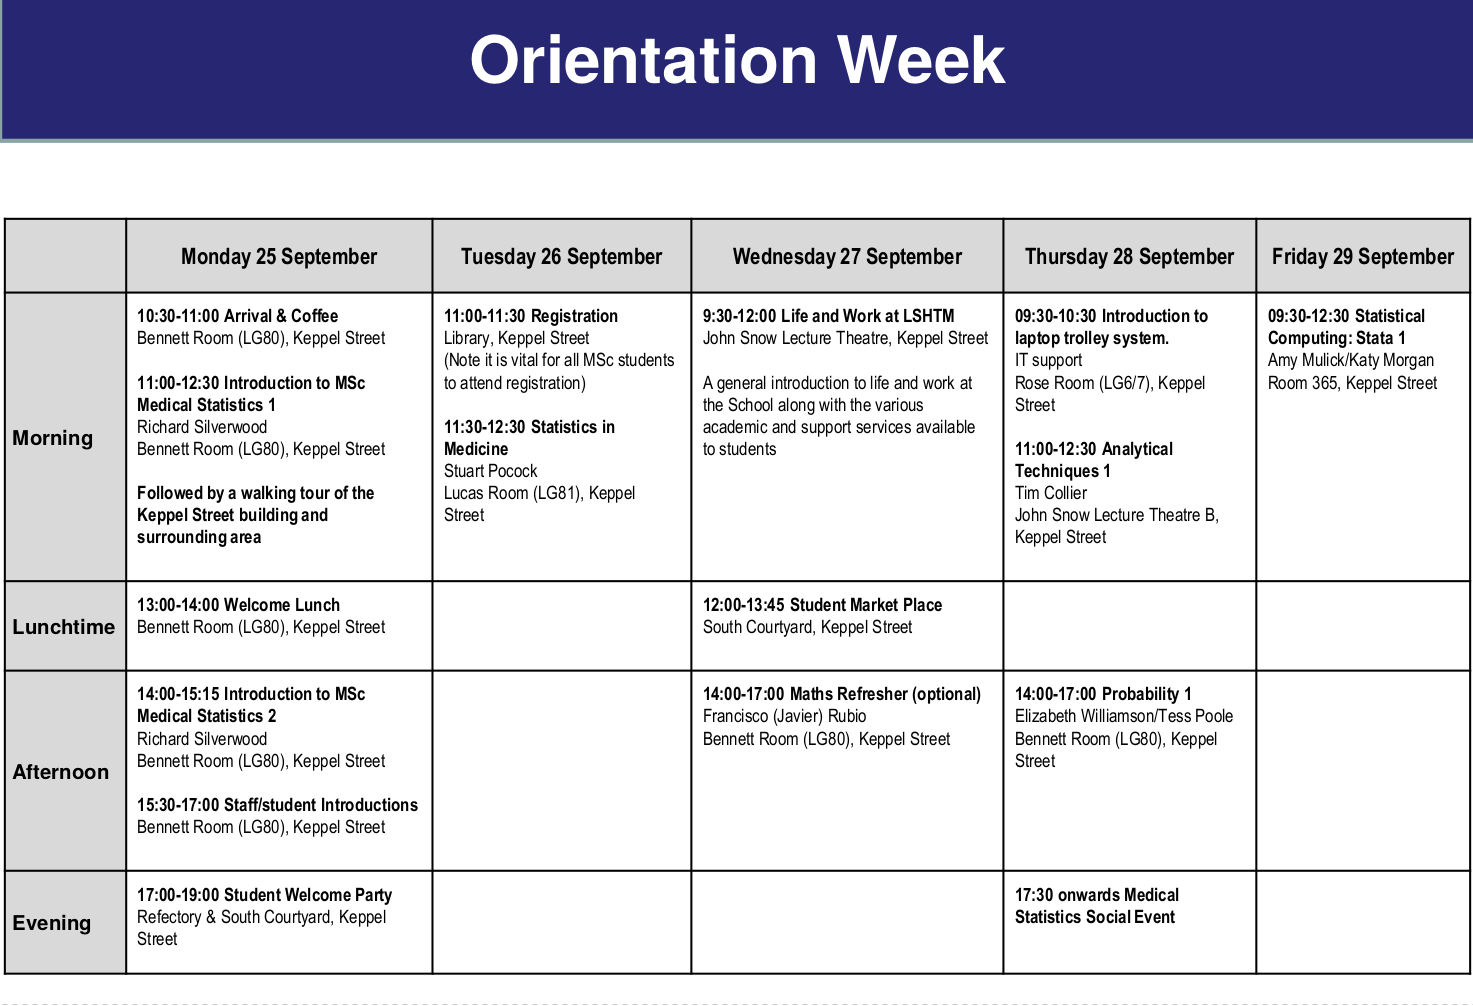 Orientation Week
Monday 25 September
Tuesday 26 September
Wednesday 27 September
Thursday 28 September
Friday 29 September
Morning
10:30-11:00 Arrival & Coffee
Bennett Room (LG80), Keppel Street
11:00-12:30 Introduction to MSc
Medical Statistics 1
Richard Silverwood
Bennett Room (LG80), Keppel Street
Followed by a walking tour of the
Keppel Street building and
surrounding area
11:00-11:30 Registration
Library, Keppel Street
(Note it is vital for all MSc students
to attend registration)
11:30-12:30 Statistics in
Medicine
Stuart Pocock
Lucas Room (LG81), Keppel
Street
9:30-12:00 Life and Work at LSHTM
John Snow Lecture Theatre, Keppel Street
A general introduction to life and work at
the School along with the various
academic and support services available
to students
09:30-10:30 Introduction to
laptop trolley system.
IT support
Rose Room (LG6/7), Keppel
Street
11:00-12:30 Analytical
Techniques 1
Tim Collier
John Snow Lecture Theatre B,
Keppel Street
09:30-12:30 Statistical
Computing: Stata 1
Amy Mulick/Katy Morgan
Room 365, Keppel Street
Lunchtime
13:00-14:00 Welcome Lunch
Bennett Room (LG80), Keppel Street
12:00-13:45 Student Market Place
South Courtyard, Keppel Street
Afternoon
14:00-15:15 Introduction to MSc
Medical Statistics 2
Richard Silverwood
Bennett Room (LG80), Keppel Street
15:30-17:00 Staff/student Introductions
Bennett Room (LG80), Keppel Street
14:00-17:00 Maths Refresher (optional)
Francisco (Javier) Rubio
Bennett Room (LG80), Keppel Street
14:00-17:00 Probability 1
Elizabeth Williamson/Tess Poole
Bennett Room (LG80), Keppel
Street
Evening
17:00-19:00 Student Welcome Party
Refectory & South Courtyard, Keppel
Street
17:30 onwards Medical
Statistics Social Event